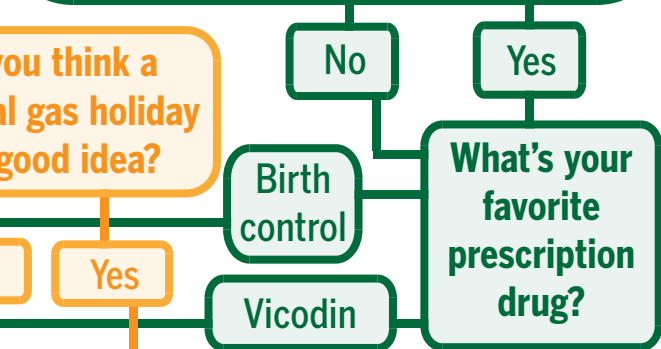 No
Yes
you think a
al gas holiday
good idea?
What's your
favorite
prescription
drug?
Birth
control
Yes
Vicodin